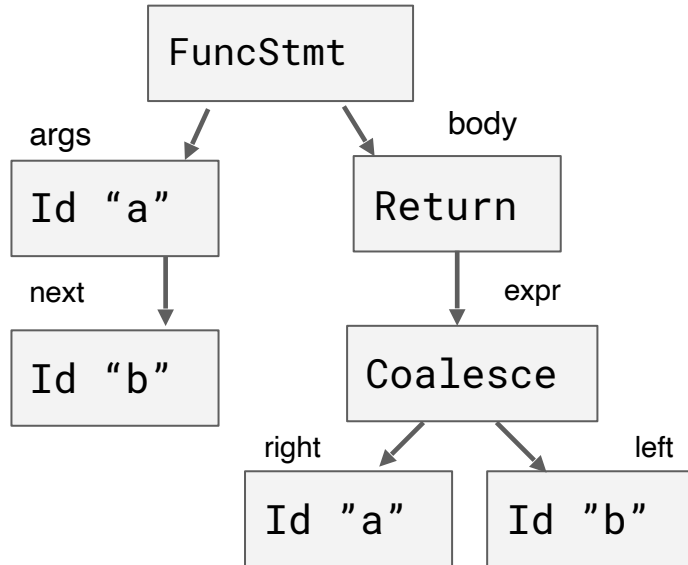 FuncStmt
args
body
Id “a”
Return
next
expr
Id “b”
Coalesce
right
left
Id ”a”
Id ”b”